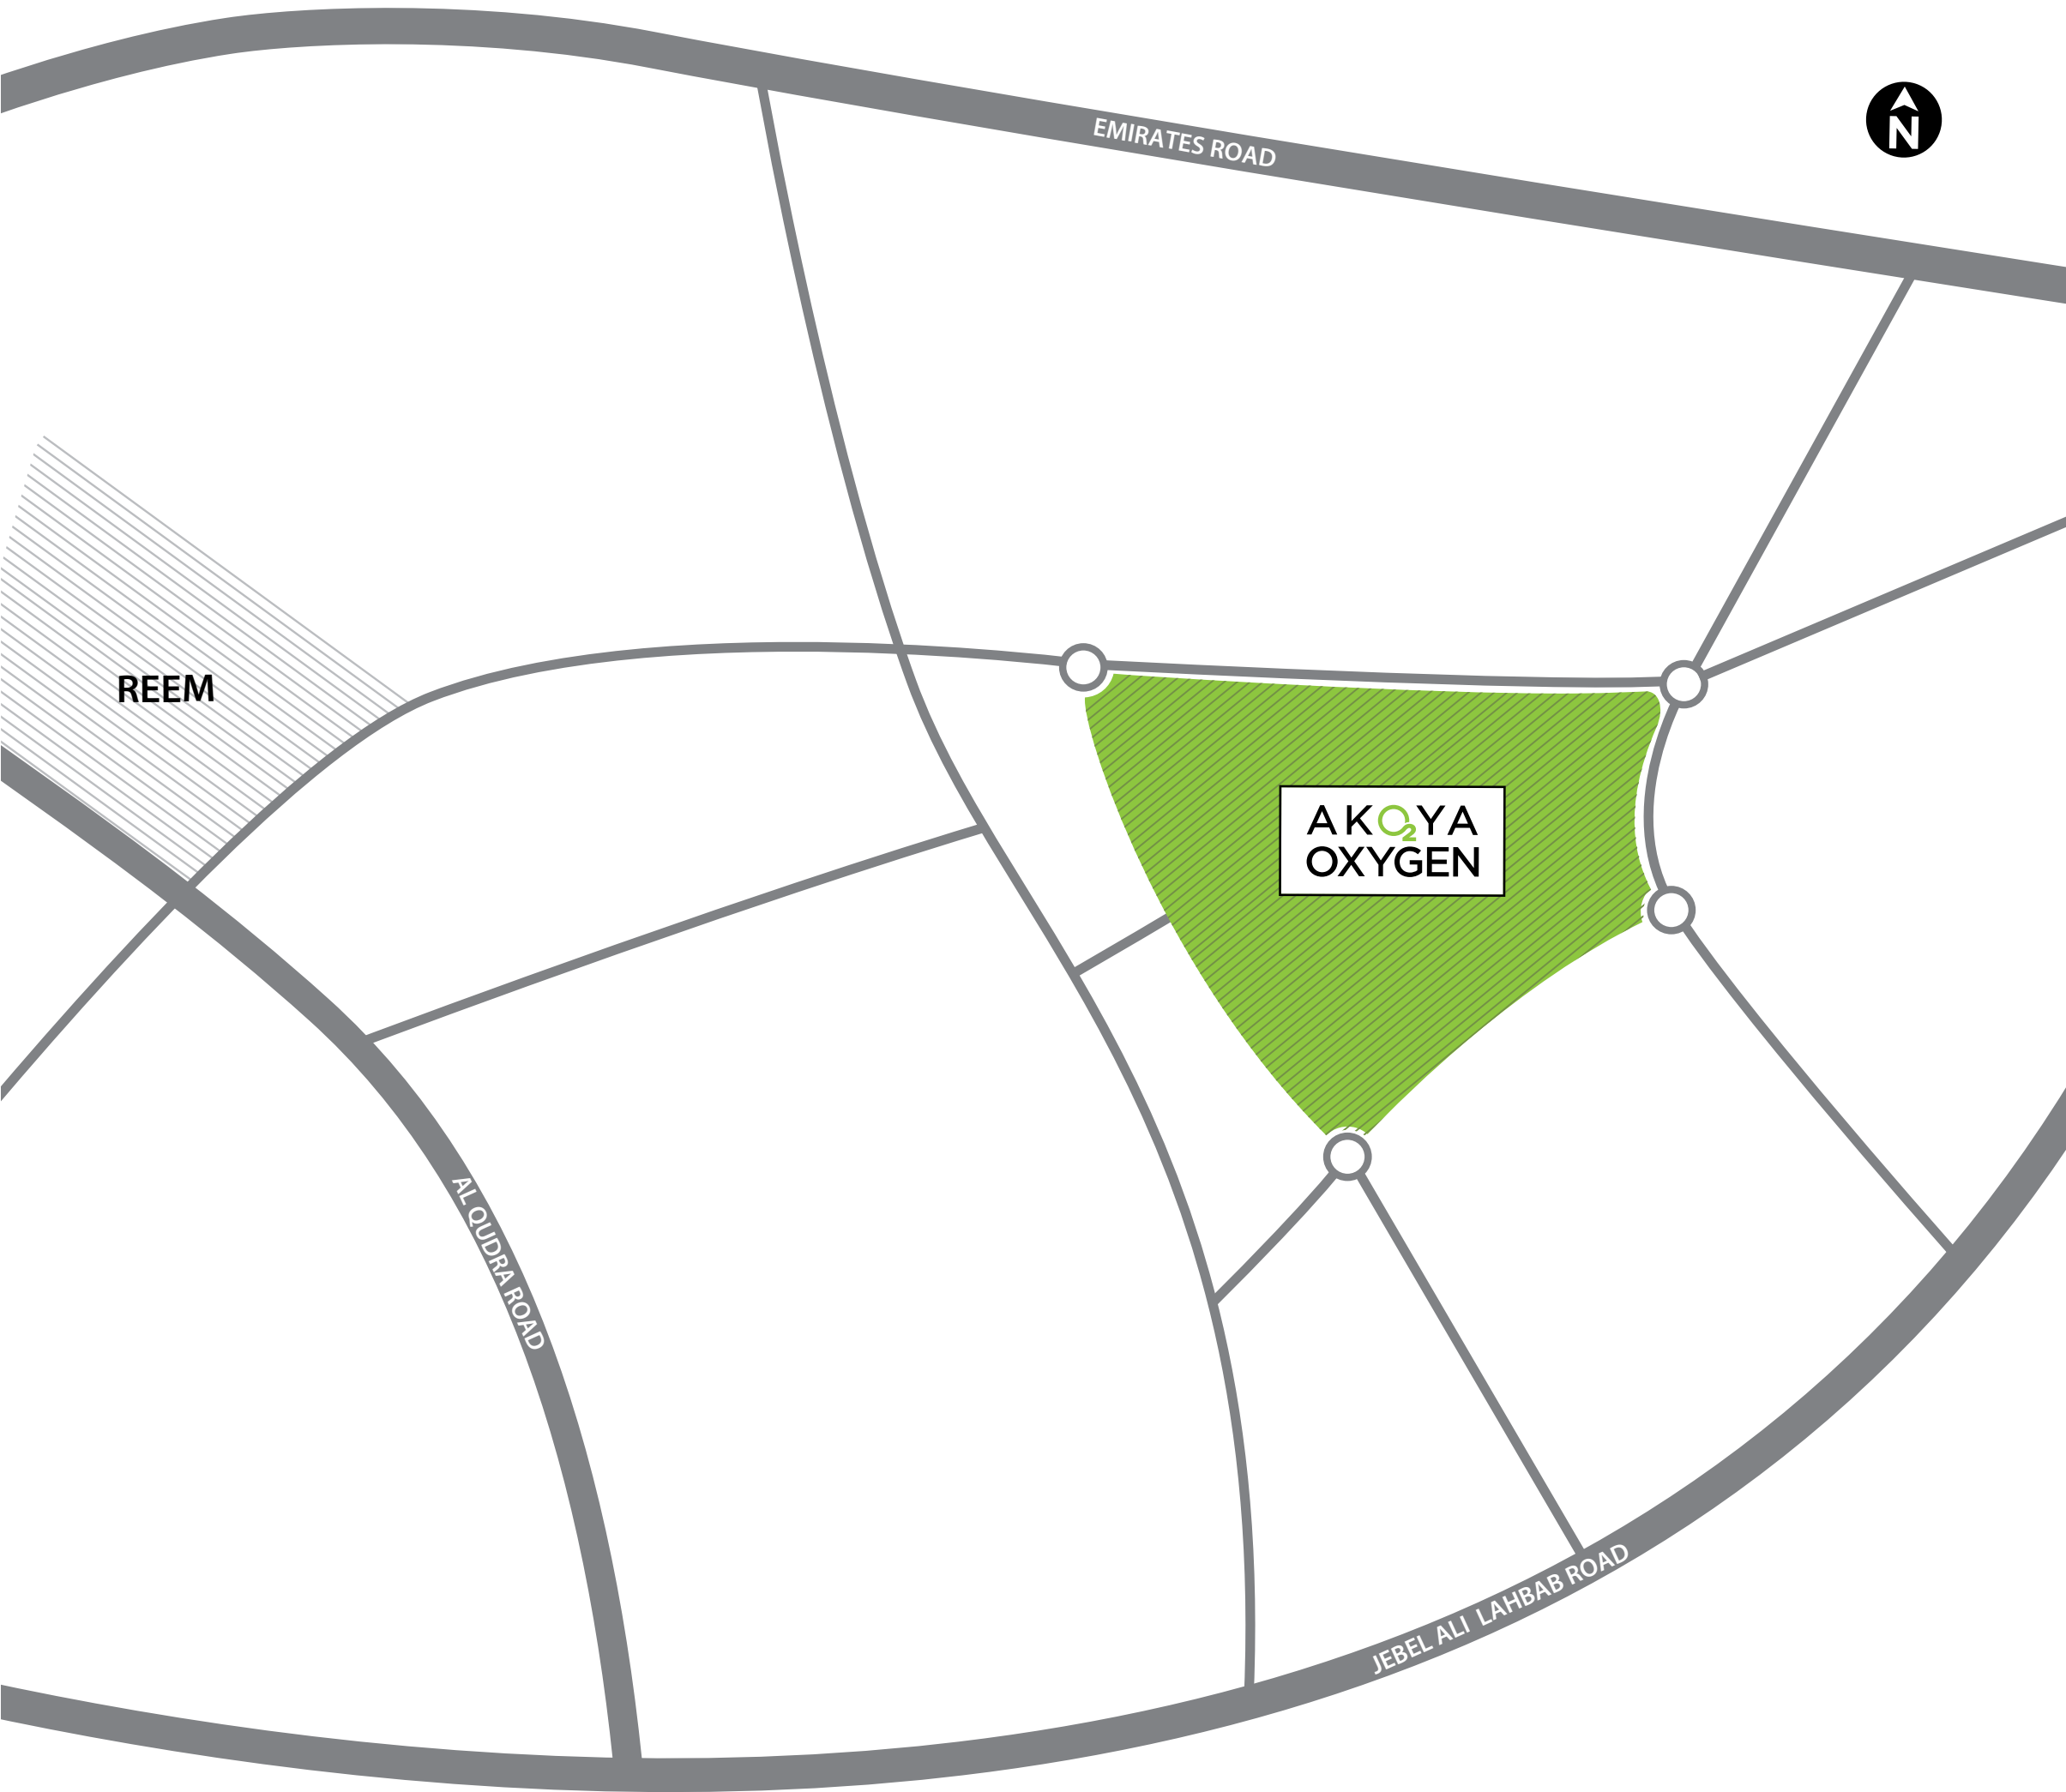 EMIRATES ROAD
N
REEM
AKO2YA
OXYGEN
AL QUDRA ROAD
JEBEL ALI LAHBAB ROAD